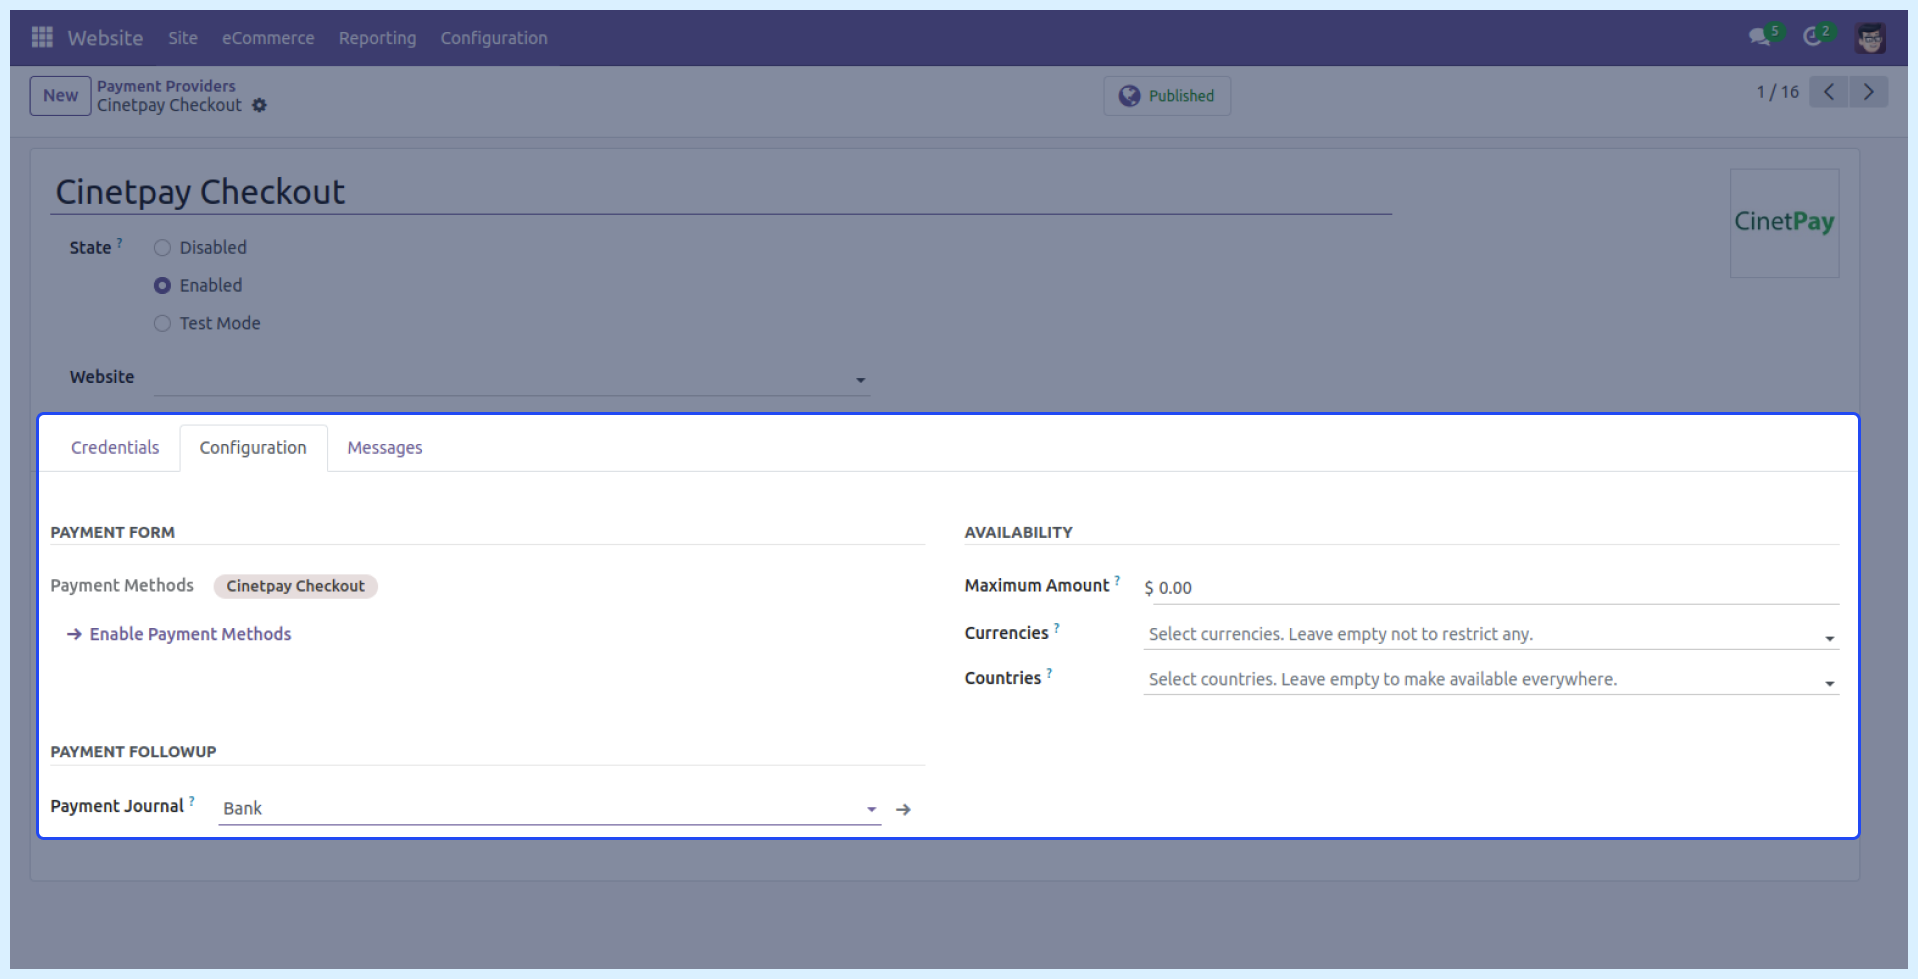 Website Site eCommerce Reporting Configuration 5 2
New Payment Providers
Cinetpay Checkout
Published
1 / 16
Cinetpay Checkout
CinetPay
State ? Disabled
Enabled
Test Mode
Website
Credentials Configuration Messages
PAYMENT FORM
Payment Methods Cinetpay Checkout
Enable Payment Methods
AVAILABILITY
Maximum Amount ? $ 0.00
Currencies ? Select currencies. Leave empty not to restrict any.
Countries ? Select countries. Leave empty to make available everywhere.
PAYMENT FOLLOWUP
Payment Journal ? Bank